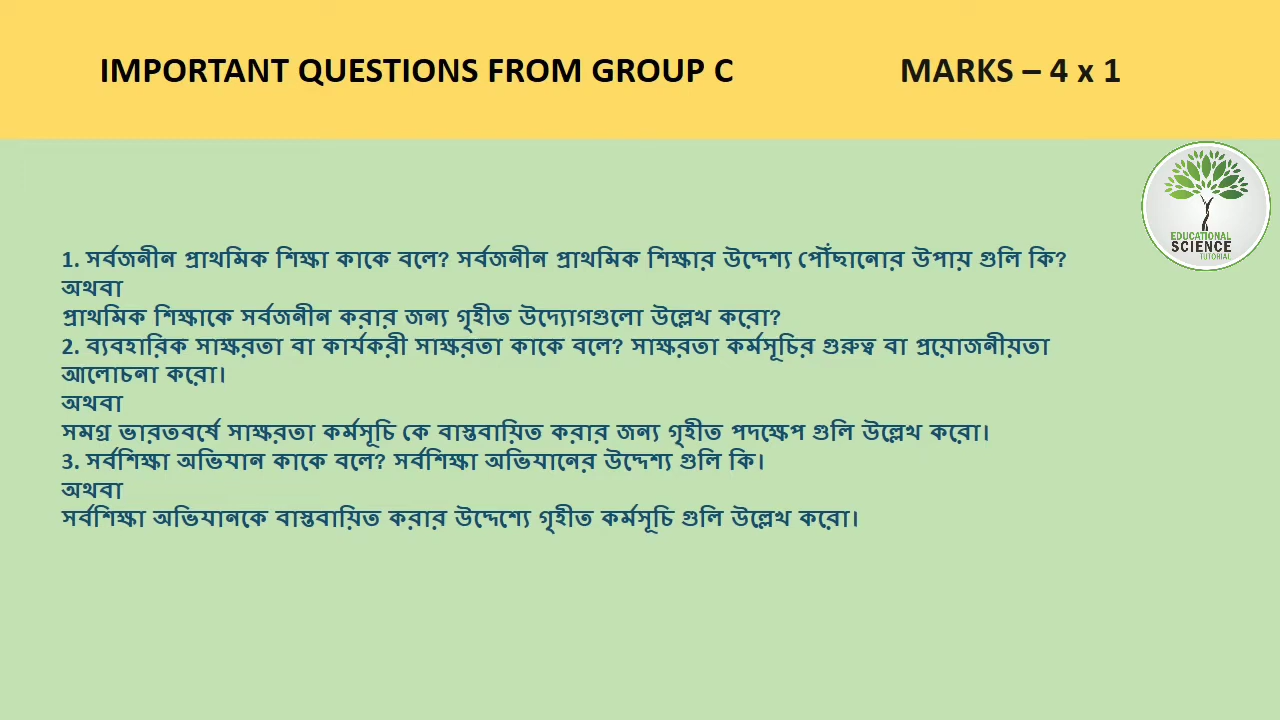 IMPORTANT QUESTIONS FROM GROUP C MARKS – 4 x 1
EDUCATIONAL
SCIENCE
TUTORIAL
1. সর্বজনীন প্রাথমিক শিক্ষা কাকে বলে? সর্বজনীন প্রাথমিক শিক্ষার উদ্দেশ্য পৌঁছানোর উপায় গুলি কি?
অথবা
প্রাথমিক শিক্ষাকে সর্বজনীন করার জন্য গৃহীত উদ্যোগগুলো উল্লেখ করো?
2. ব্যবহারিক সাক্ষরতা বা কার্যকরী সাক্ষরতা কাকে বলে? সাক্ষরতা কর্মসূচির গুরুত্ব বা প্রয়োজনীয়তা
আলোচনা করো।
অথবা
সমগ্র ভারতবর্ষে সাক্ষরতা কর্মসূচি কে বাস্তবায়িত করার জন্য গৃহীত পদক্ষেপ গুলি উল্লেখ করো।
3. সর্বশিক্ষা অভিযান কাকে বলে? সর্বশিক্ষা অভিযানের উদ্দেশ্য গুলি কি।
অথবা
সর্বশিক্ষা অভিযানকে বাস্তবায়িত করার উদ্দেশ্যে গৃহীত কর্মসূচি গুলি উল্লেখ করো।